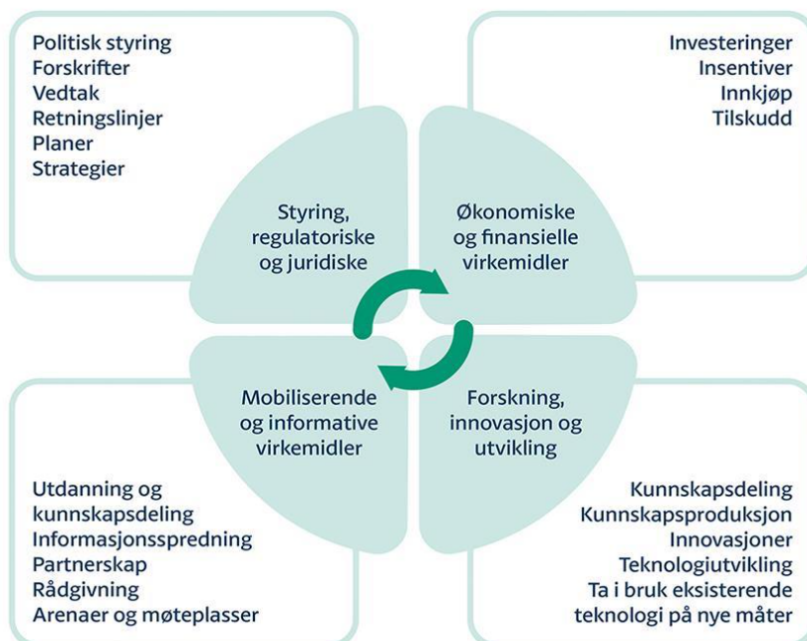 Politisk styring
Forskrifter
Vedtak
Retningslinjer
Planer
Strategier
Investeringer
Insentiver
Innkjøp
Tilskudd
Styring,
regulatoriske
og juridiske
Økonomiske
og finansielle
virkemidler
Mobiliserende
og informative
virkemidler
Forskning,
innovasjon og
utvikling
Utdanning og
kunnskapsdeling
Informasjonsspredning
Partnerskap
Rådgivning
Arenaer og møteplasser
Kunnskapsdeling
Kunnskapsproduksjon
Innovasjoner
Teknologiutvikling
Ta i bruk eksisterende
teknologi på nye måter